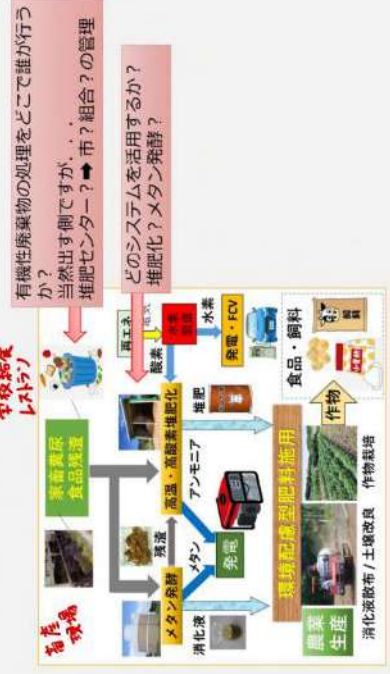 有機性廃棄物の処理をどこで誰が行う
か?
当然出す側ですが．．．
堆肥センター?➡市?組合?の管理
どのシステムを活用するか?
堆肥化?メタン発酵?
学校給食
レストラン
畜産
現場
家畜糞尿
食品残渣
再エネ
電気
酸素
水素
発電・FCV
メタン発酵
残渣
高温・高酸素堆肥化
消化液
メタン
アンモニア
堆肥
発電
環境配慮型肥料施用
食品・飼料
作物
農業
生産
消化液散布/土壌改良
作物栽培